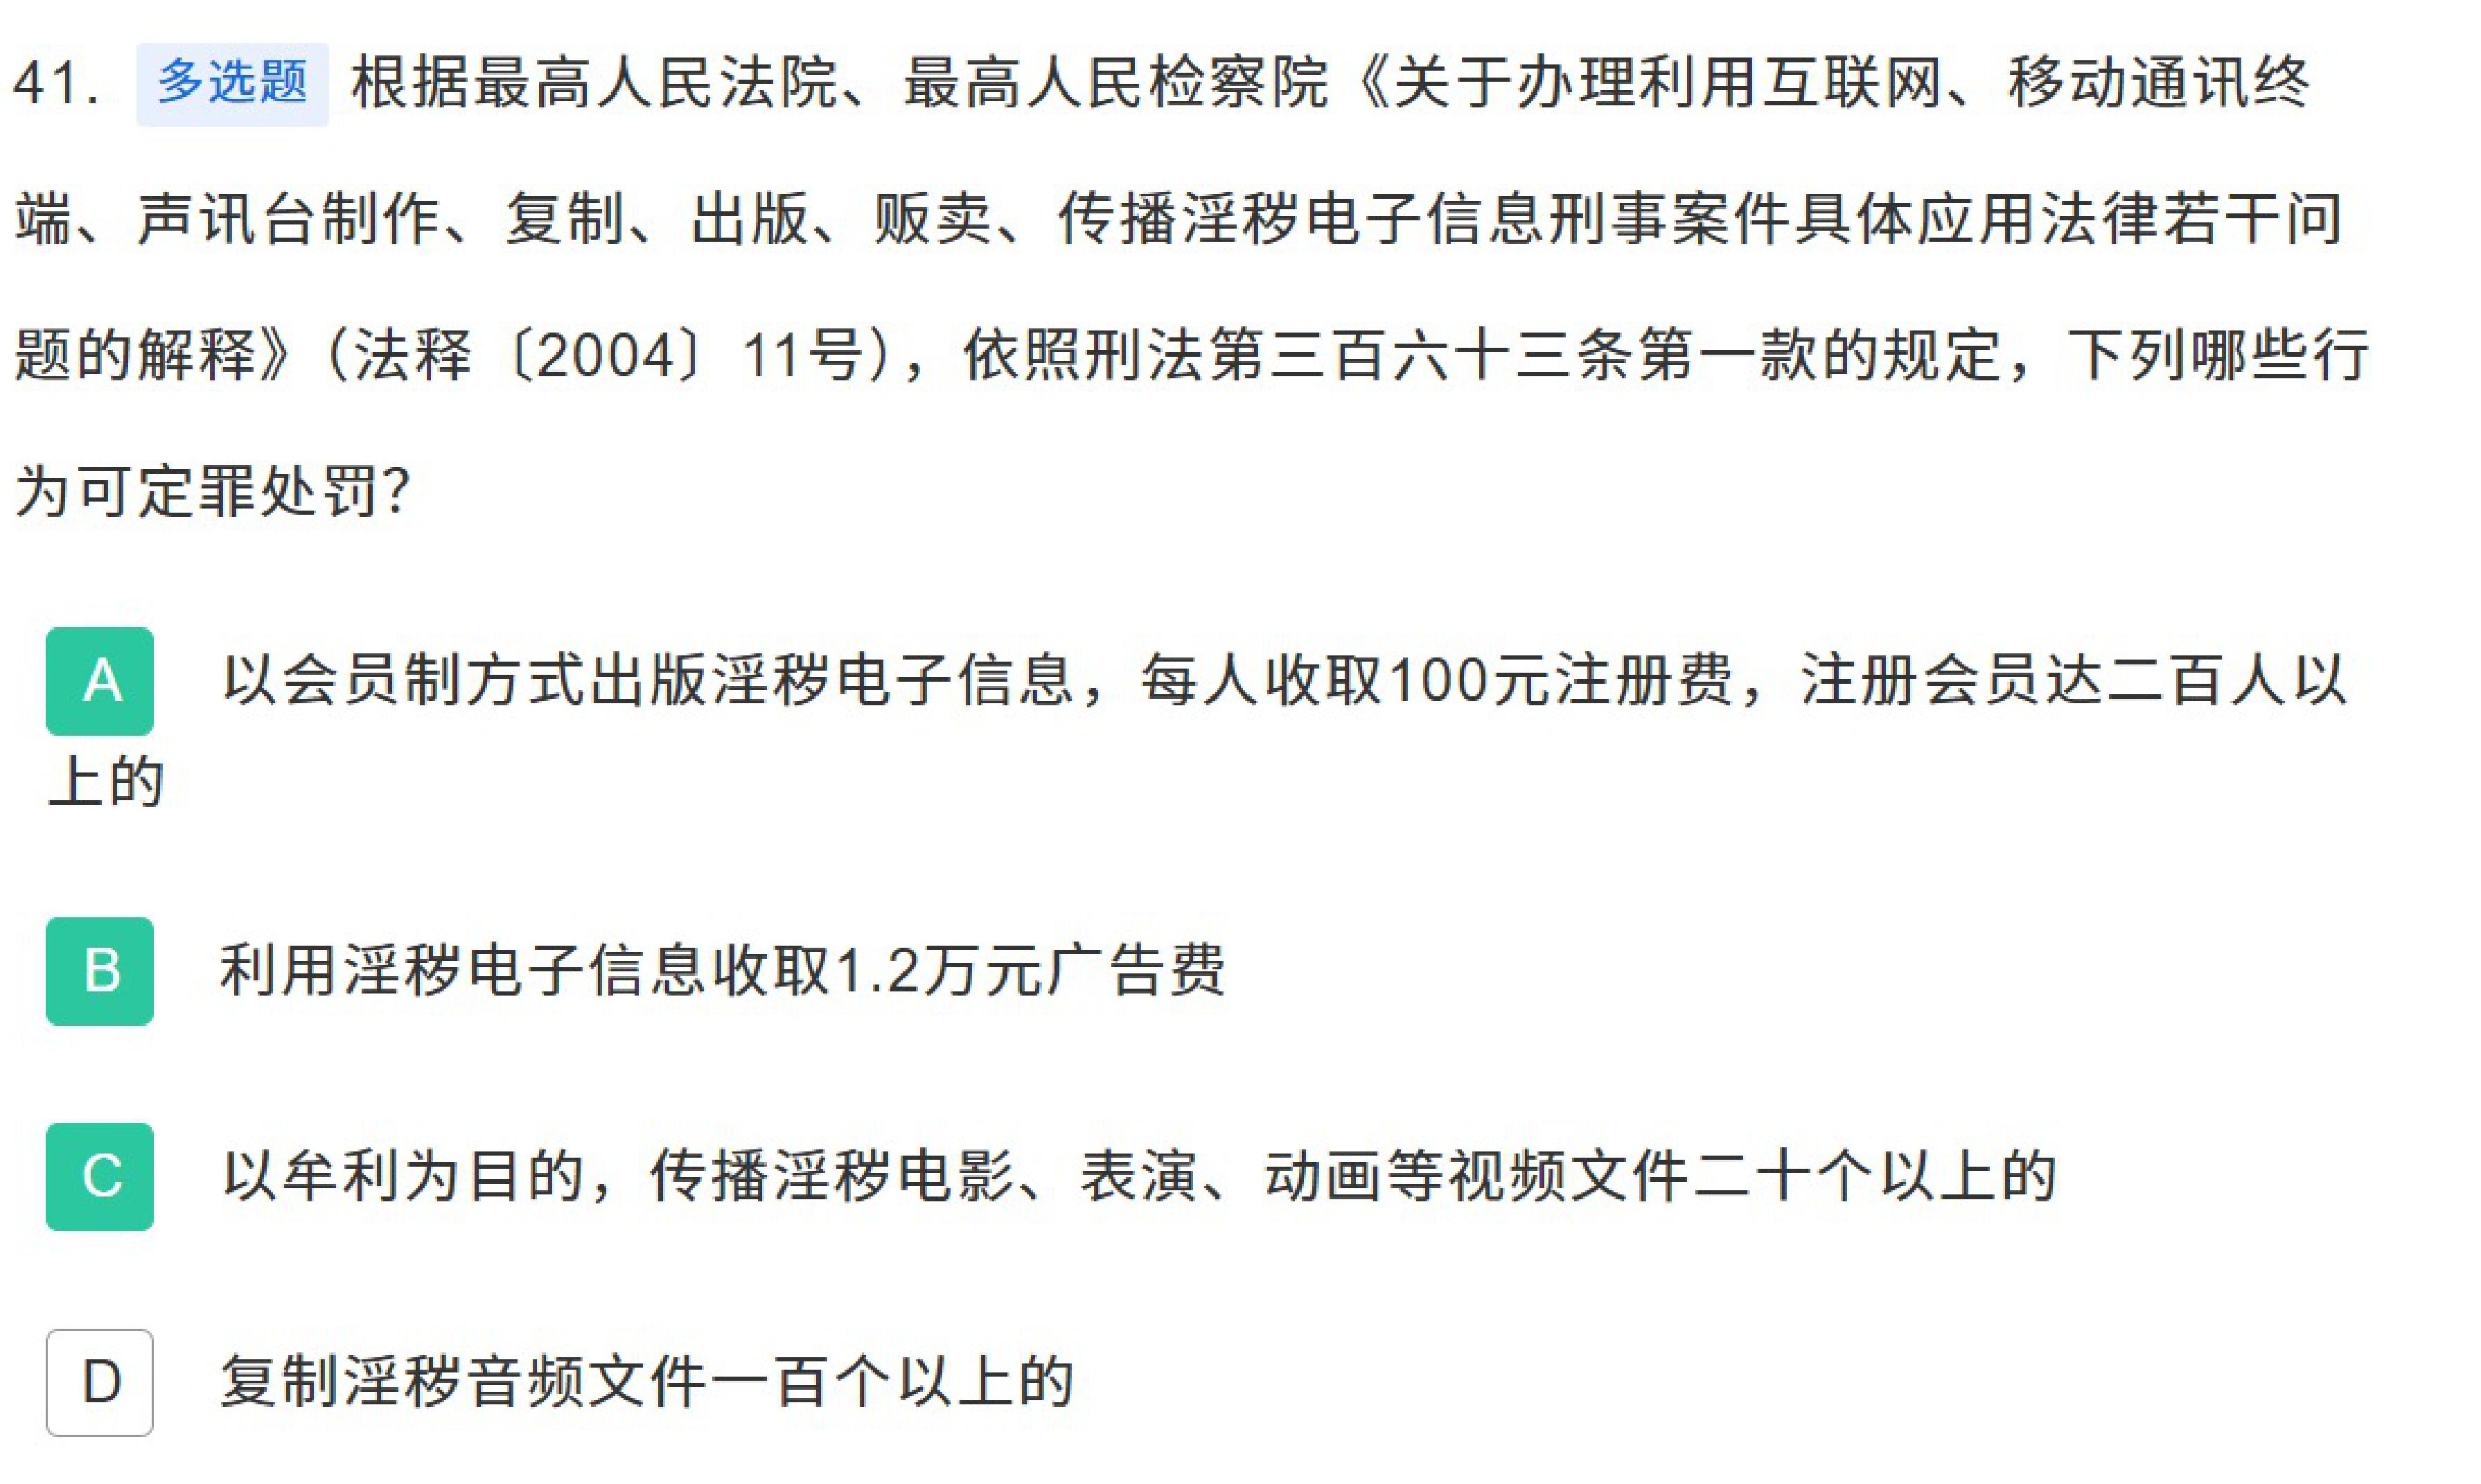 41. 多选题 根据最高人民法院、最高人民检察院《关于办理利用互联网、移动通讯终
端、声讯台制作、复制、出版、贩卖、传播淫秽电子信息刑事案件具体应用法律若干问
题的解释》（法释〔2004〕11号），依照刑法第三百六十三条第一款的规定，下列哪些行
为可定罪处罚？
A 以会员制方式出版淫秽电子信息，每人收取100元注册费，注册会员达二百人以
上的
B 利用淫秽电子信息收取1.2万元广告费
C 以牟利为目的，传播淫秽电影、表演、动画等视频文件二十个以上的
D 复制淫秽音频文件一百个以上的